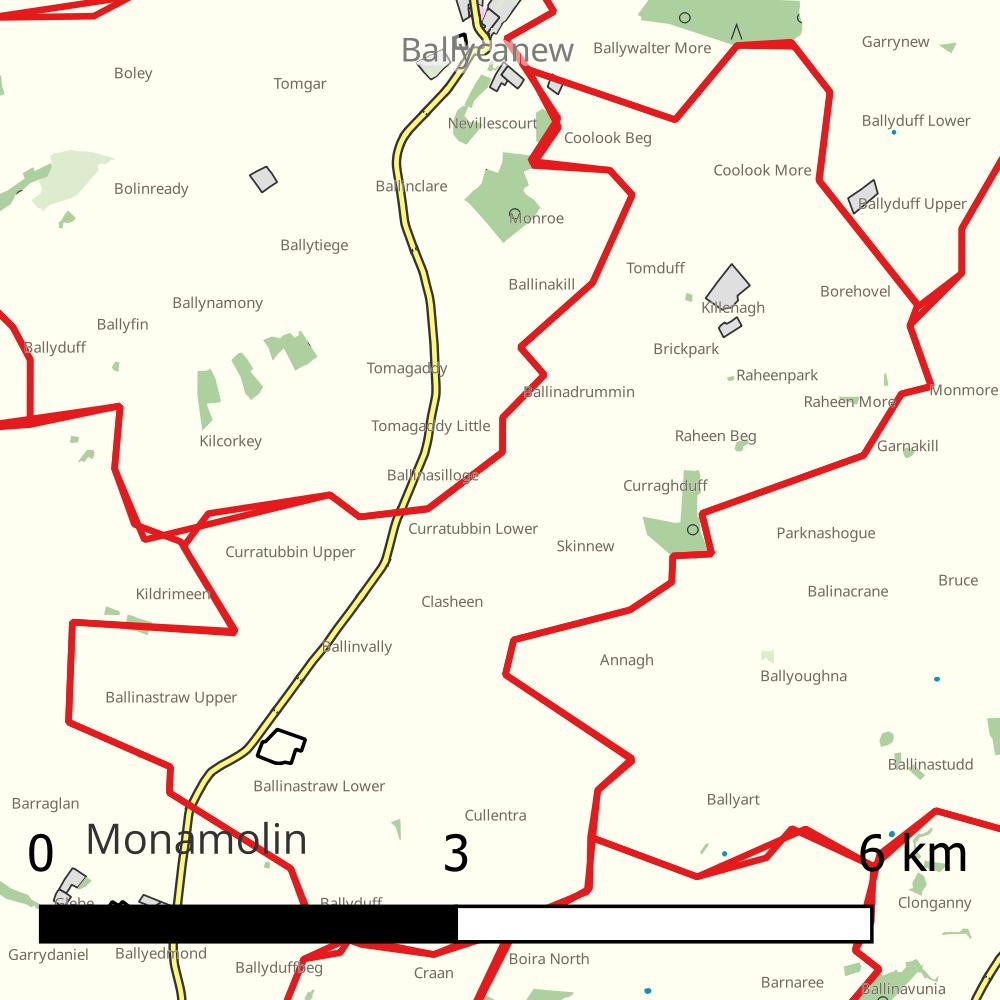 Garrynew
Ballywalter More
Ballycanew
Boley
Tomgar
Ballyduff Lower
Nevillescourt
Coolook Beg
Coolook More
Bolinready
Ballinclare
Ballyduff Upper
Monroe
Ballytiege
Tomduff
Ballinakill
Borehovel
Ballynamony
Killenagh
Ballyfin
Ballyduff
Brickpark
Tomagaddy
Raheenpark
Ballinadrummin
Monmore
Raheen More
Tomagaddy Little
Raheen Beg
Kilcorkey
Garnakill
Ballinasilloge
Curraghduff
Curratubbin Lower
Parknashogue
Skinnew
Curratubbin Upper
Bruce
Kildrimeen
Balinacrane
Clasheen
Ballinvally
Annagh
Ballyoughna
Ballinastraw Upper
Ballinastudd
Ballinastraw Lower
Ballyart
Barraglan
Cullentra
Monamolin
0 3 6 km
Glebe
Ballyduff
Clonganny
Garrydaniel
Ballyedmond
Boira North
Ballyduffbeg
Craan
Barnaree
Ballinavunia